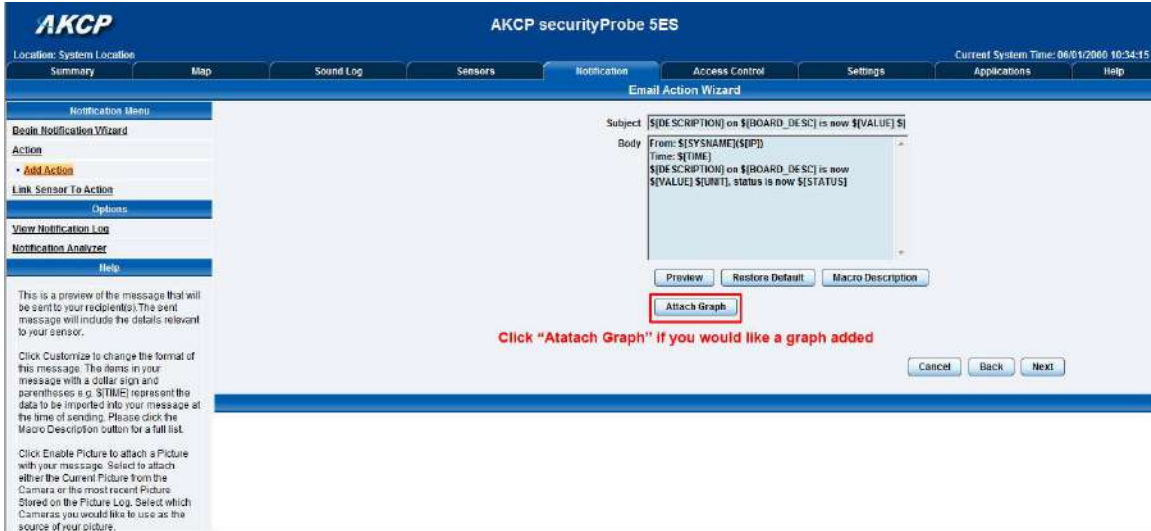 AKCP
AKCP securityProbe 5ES
Location: System Location
Current System Time: 06/01/2000 10:34:15
Summary Map Sound Log Sensors Notification Access Control Settings Applications Help
Email Action Wizard
Notification Menu
Begin Notification Wizard
Action
• Add Action
Link Sensor To Action
Options
View Notification Log
Notification Analyzer
Help
This is a preview of the message that will
be sent to your recipient(s).The sent
message will include the details relevant
to your sensor.
Click Customize to change the format of
this message. The items in your
message with a dollar sign and
parentheses e.g. $[TIME] represent the
data to be imported into your message at
the time of sending. Please click the
Macro Description button for a full list.
Click Enable Picture to attach a Picture
with your message. Select to attach
either the Current Picture from the
Camera or the most recent Picture
Stored on the Picture Log. Select which
Cameras you would like to use as the
source of your picture.
Subject $[DESCRIPTION] on $[BOARD_DESC] is now $[VALUE] $[
Body From: $[SYSNAME]($[IP])
Time: $[TIME]
$[DESCRIPTION] on $[BOARD_DESC] is now
$[VALUE] $[UNIT], status is now $[STATUS]
Preview Restore Default Macro Description
Attach Graph
Click “Atatach Graph” if you would like a graph added
Cancel Back Next